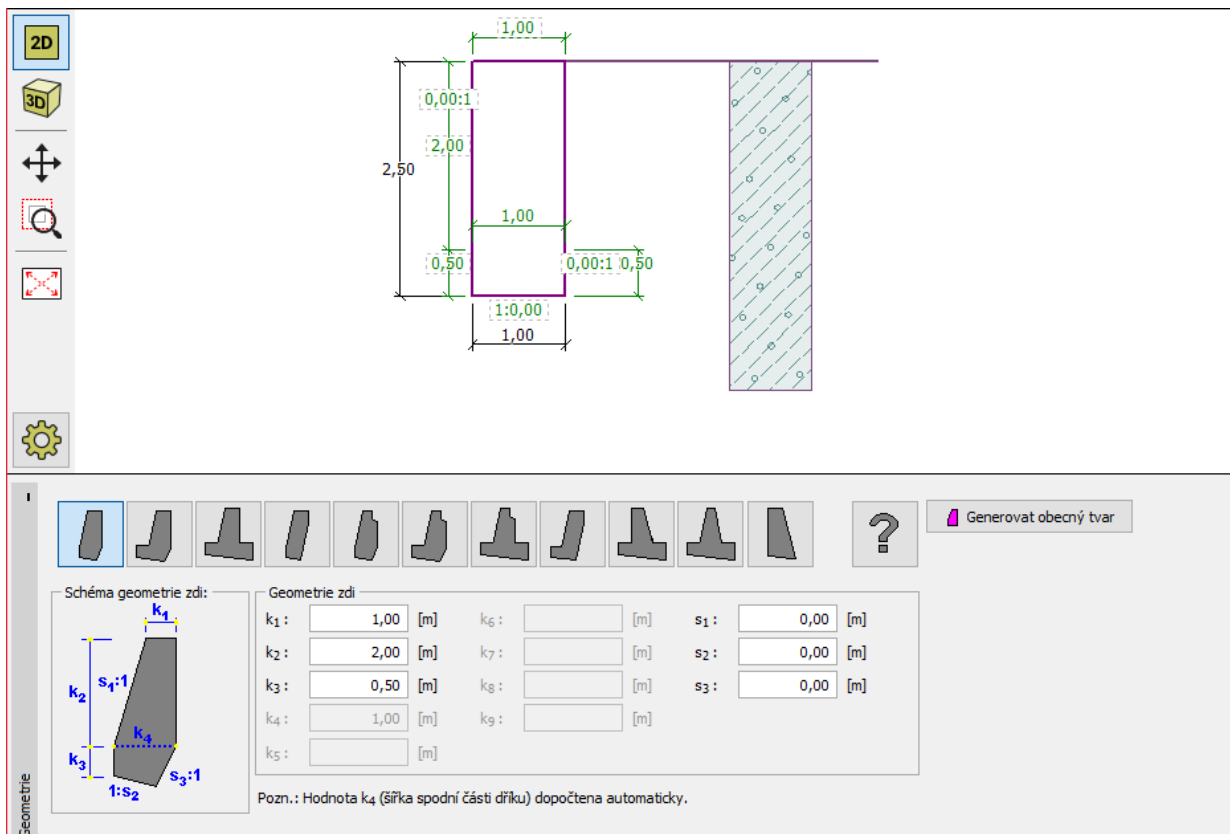 2D
1,00
0,00:1
3D
2,00
2,50
1,00
0,50
0,00:1
0,50
1:0,00
1,00
Generovat obecný tvar
Schéma geometrie zdi:
k1
k2
s1:1
k4
k3
s3:1
1:s2
Geometrie zdi
k1 : 1,00 [m] k6 : [m] s1 : 0,00 [m]
k2 : 2,00 [m] k7 : [m] s2 : 0,00 [m]
k3 : 0,50 [m] k8 : [m] s3 : 0,00 [m]
k4 : 1,00 [m] k9 : [m]
k5 : [m]
Pozn.: Hodnota k4 (šířka spodní části dříku) dopočtena automaticky.
Geometrie